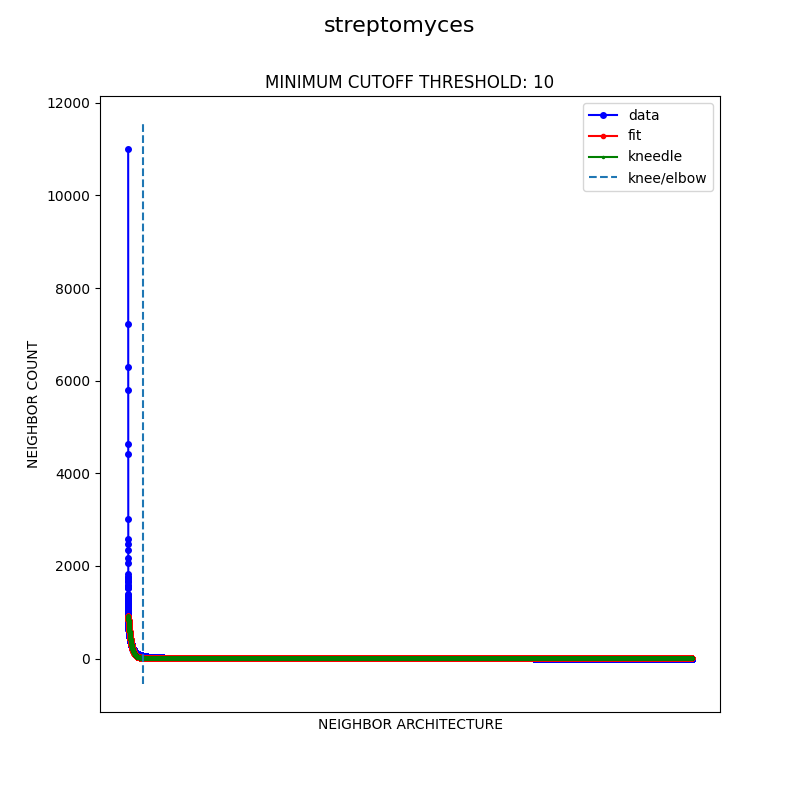 streptomyces
MINIMUM CUTOFF THRESHOLD: 10
12000
10000
8000
6000
4000
2000
0
NEIGHBOR COUNT
data
fit
kneedle
knee/elbow
NEIGHBOR ARCHITECTURE